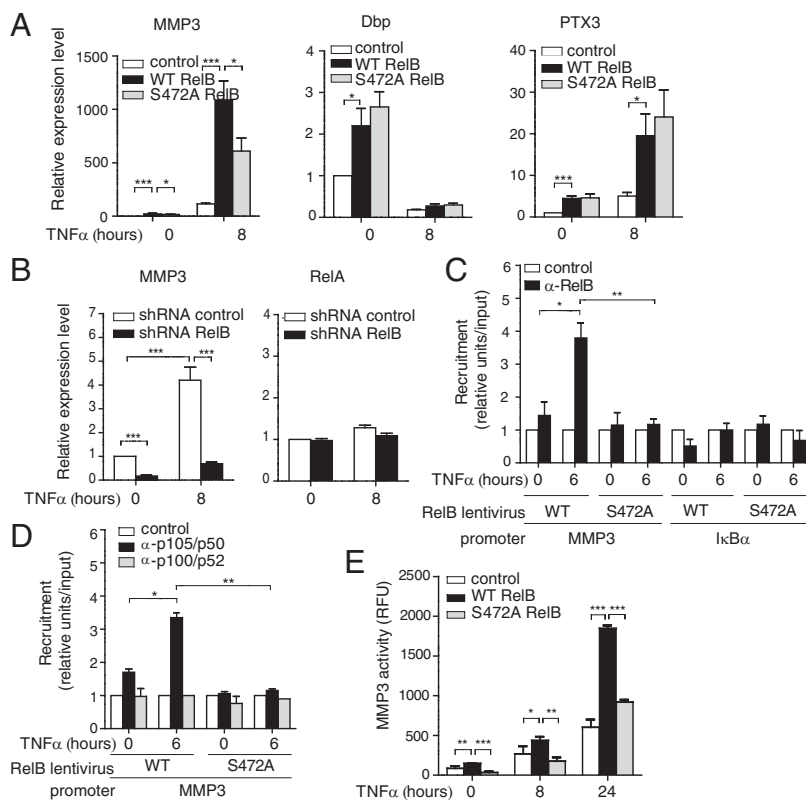 A
MMP3
Relative expression level
1500
1000
500
0
control
WT RelB
S472A RelB
*** *
*** *
TNFα (hours) 0 8
Dbp
4
3
2
1
0
control
WT RelB
S472A RelB
*
0 8
PTX3
40
30
20
10
0
control
WT RelB
S472A RelB
***
*
0 8
B
MMP3
Relative expression level
7
6
5
4
3
2
1
0
shRNA control
shRNA RelB
*** ***
***
TNFα (hours) 0 8
RelA
4
3
2
1
0
shRNA control
shRNA RelB
0 8
C
Recruitment
(relative units/input)
6
5
4
3
2
1
0
control
α-RelB
* **
TNFα (hours) 0 6 0 6 0 6 0 6
RelB lentivirus WT S472A WT S472A
promoter MMP3 IκBα
D
Recruitment
(relative units/input)
6
5
4
3
2
1
0
control
α-p105/p50
α-p100/p52
* **
TNFα (hours) 0 6 0 6
RelB lentivirus WT S472A
promoter MMP3
E
MMP3 activity (RFU)
2500
2000
1500
1000
500
0
control
WT RelB
S472A RelB
** ***
* **
*** ***
TNFα (hours) 0 8 24